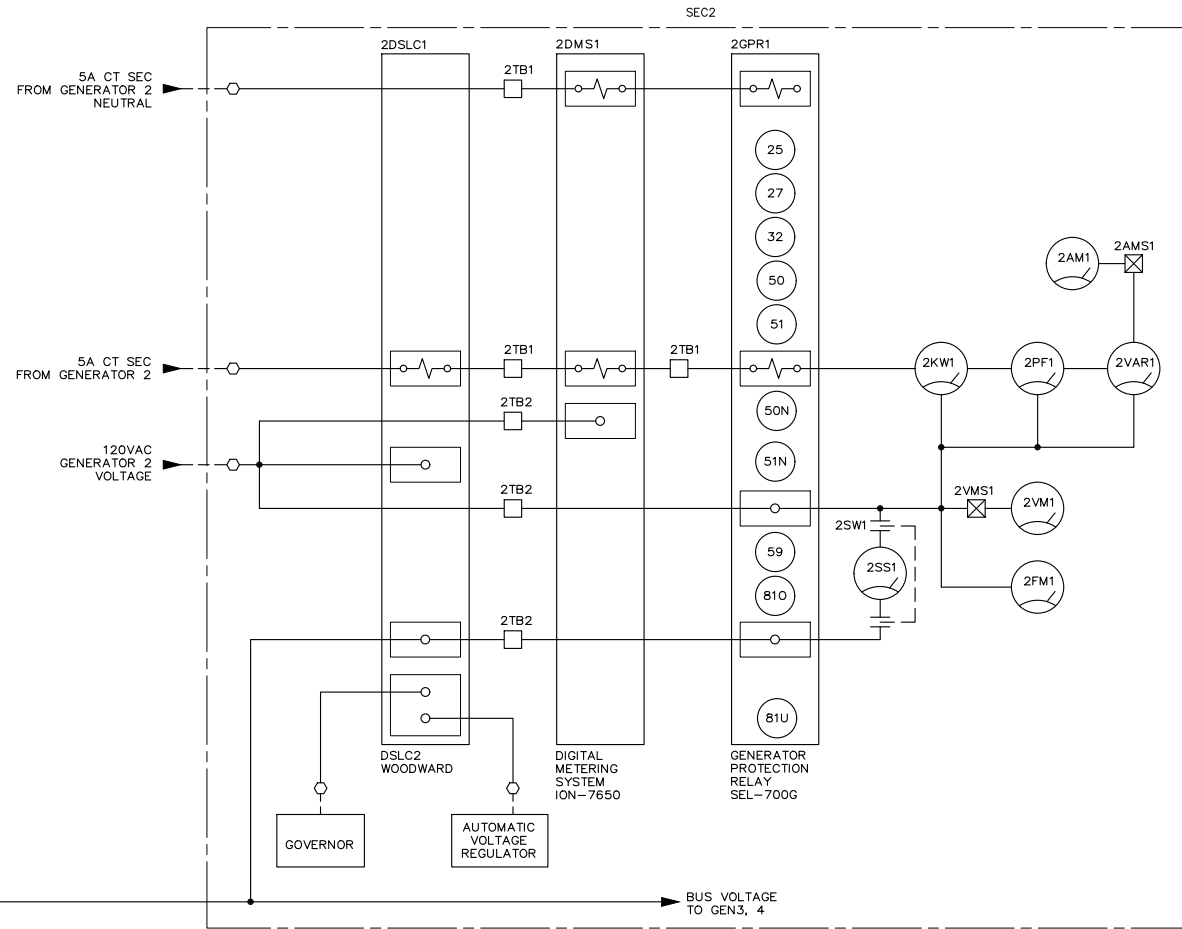 SEC2
2DSLC1
2DMS1
2GPR1
5A CT SEC
FROM GENERATOR 2
NEUTRAL
2TB1
25
27
32
50
51
2AM1
2AMS1
5A CT SEC
FROM GENERATOR 2
2TB1
2TB1
2KW1
2PF1
2VAR1
2TB2
50N
120VAC
GENERATOR 2
VOLTAGE
51N
2TB2
2VMS1
2VM1
2SW1
59
2SS1
2FM1
81O
2TB2
81U
DSLC2
WOODWARD
DIGITAL
METERING
SYSTEM
ION-7650
GENERATOR
PROTECTION
RELAY
SEL-700G
GOVERNOR
AUTOMATIC
VOLTAGE
REGULATOR
BUS VOLTAGE
TO GEN3, 4